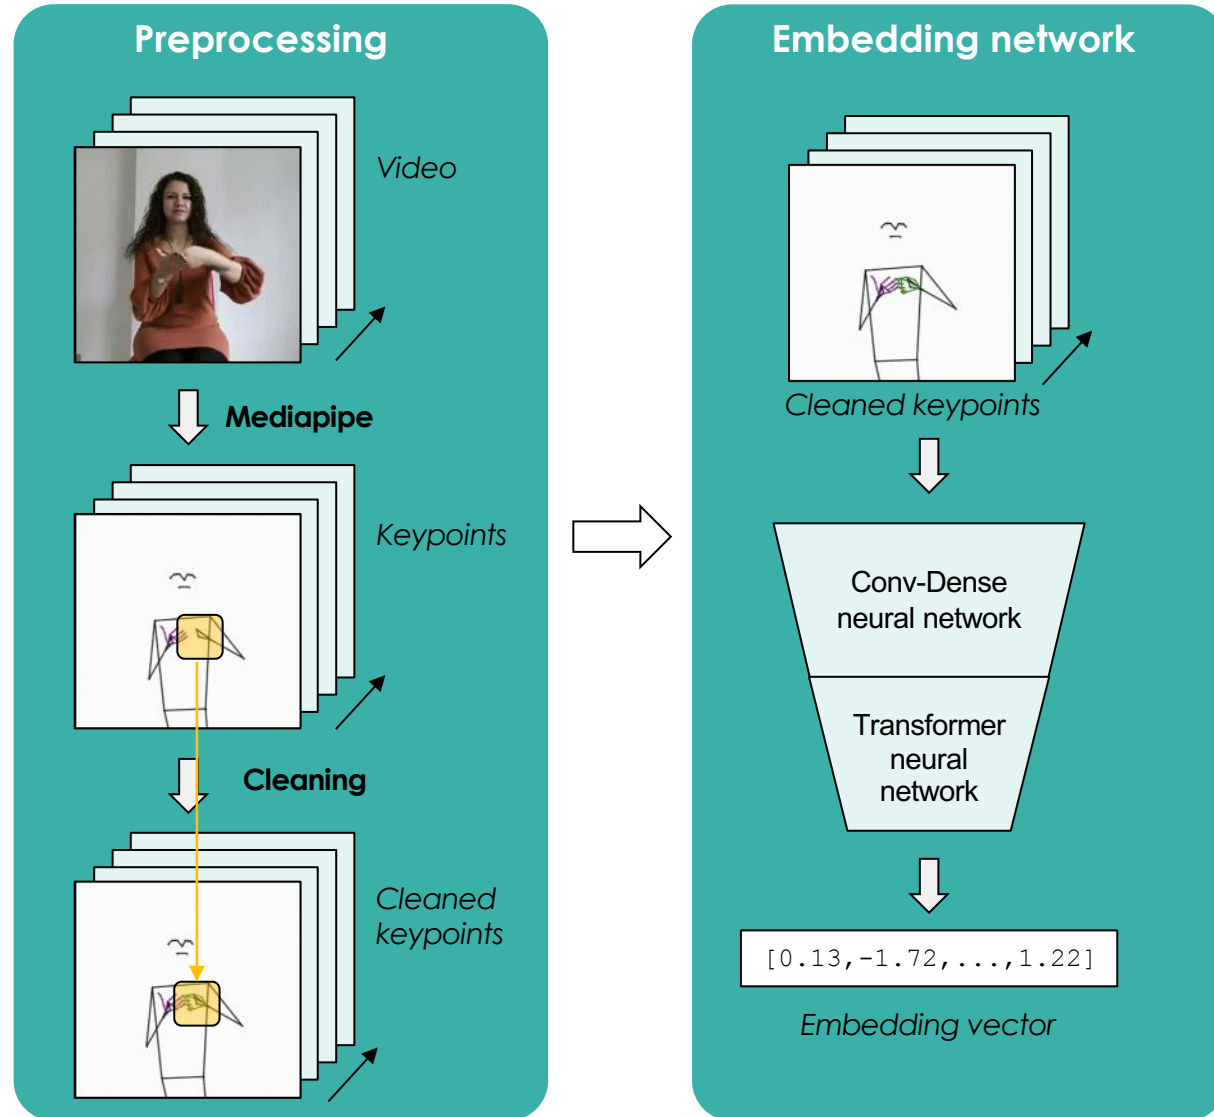 Preprocessing
Video
Mediapipe
Keypoints
Cleaning
Cleaned
keypoints
Embedding network
Cleaned keypoints
Conv-Dense
neural network
Transformer
neural
network
[0.13,-1.72,...,1.22]
Embedding vector